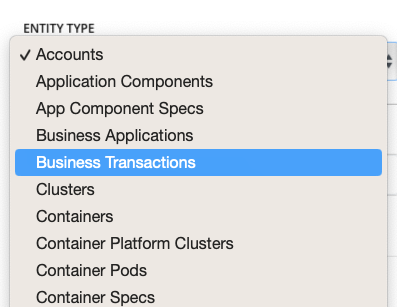 ENTITY TYPE
✓ Accounts
Application Components
App Component Specs
Business Applications
Business Transactions
Clusters
Containers
Container Platform Clusters
Container Pods
Container Specs